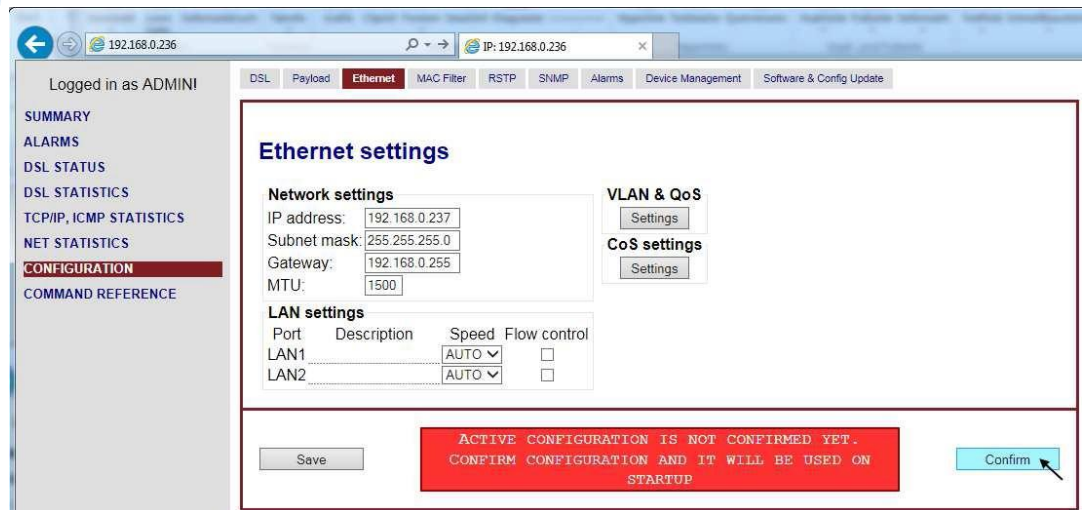 192.168.0.236
IP: 192.168.0.236
Logged in as ADMIN!
DSL Payload Ethernet MAC Filter RSTP SNMP Alarms Device Management Software & Config Update
SUMMARY
ALARMS
DSL STATUS
DSL STATISTICS
TCP/IP, ICMP STATISTICS
NET STATISTICS
CONFIGURATION
COMMAND REFERENCE
Ethernet settings
Network settings
IP address: 192.168.0.237
Subnet mask: 255.255.255.0
Gateway: 192.168.0.255
MTU: 1500
VLAN & QoS
Settings
CoS settings
Settings
LAN settings
Port Description Speed Flow control
LAN1 AUTO
LAN2 AUTO
Save
ACTIVE CONFIGURATION IS NOT CONFIRMED YET.
CONFIRM CONFIGURATION AND IT WILL BE USED ON
STARTUP
Confirm